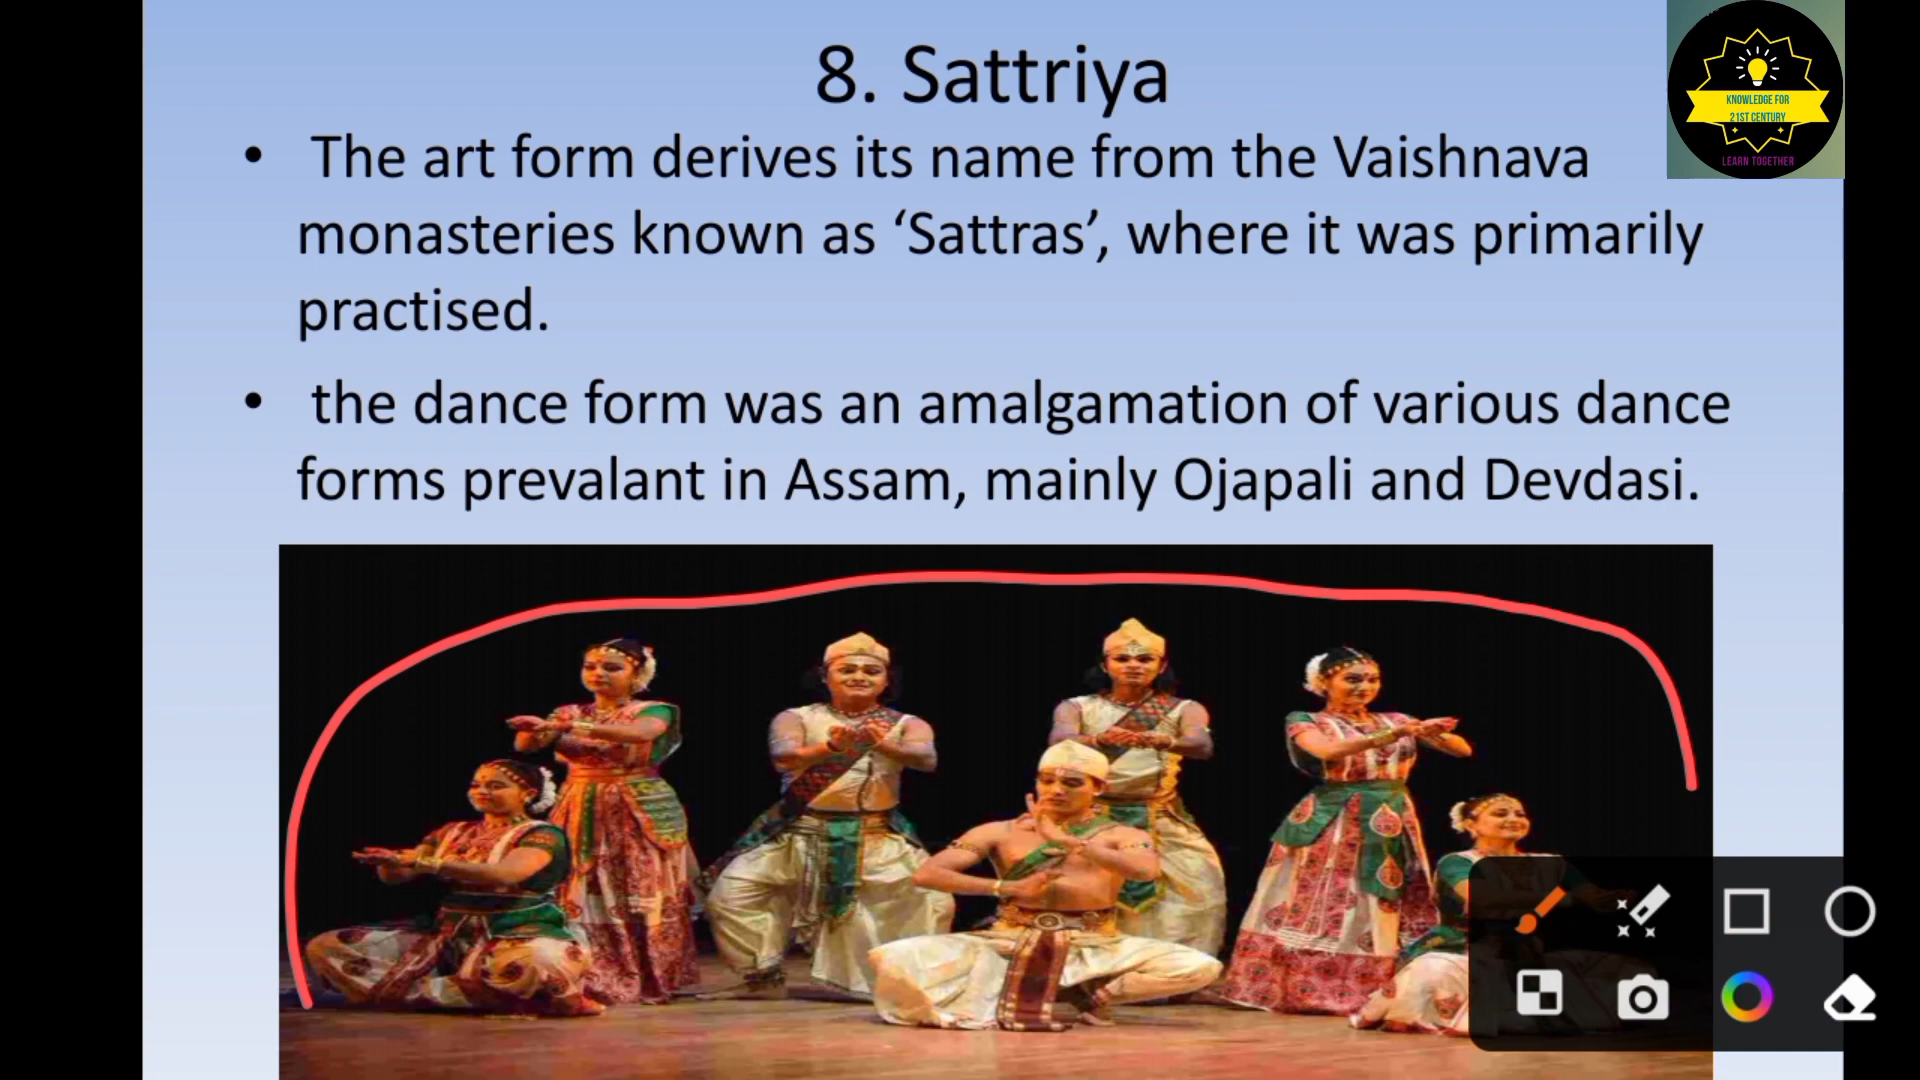 8. Sattriya
• The art form derives its name from the Vaishnava
monasteries known as ‘Sattras’, where it was primarily
practised.
• the dance form was an amalgamation of various dance
forms prevalant in Assam, mainly Ojapali and Devdasi.
KNOWLEDGE FOR
21ST CENTURY
LEARN TOGETHER